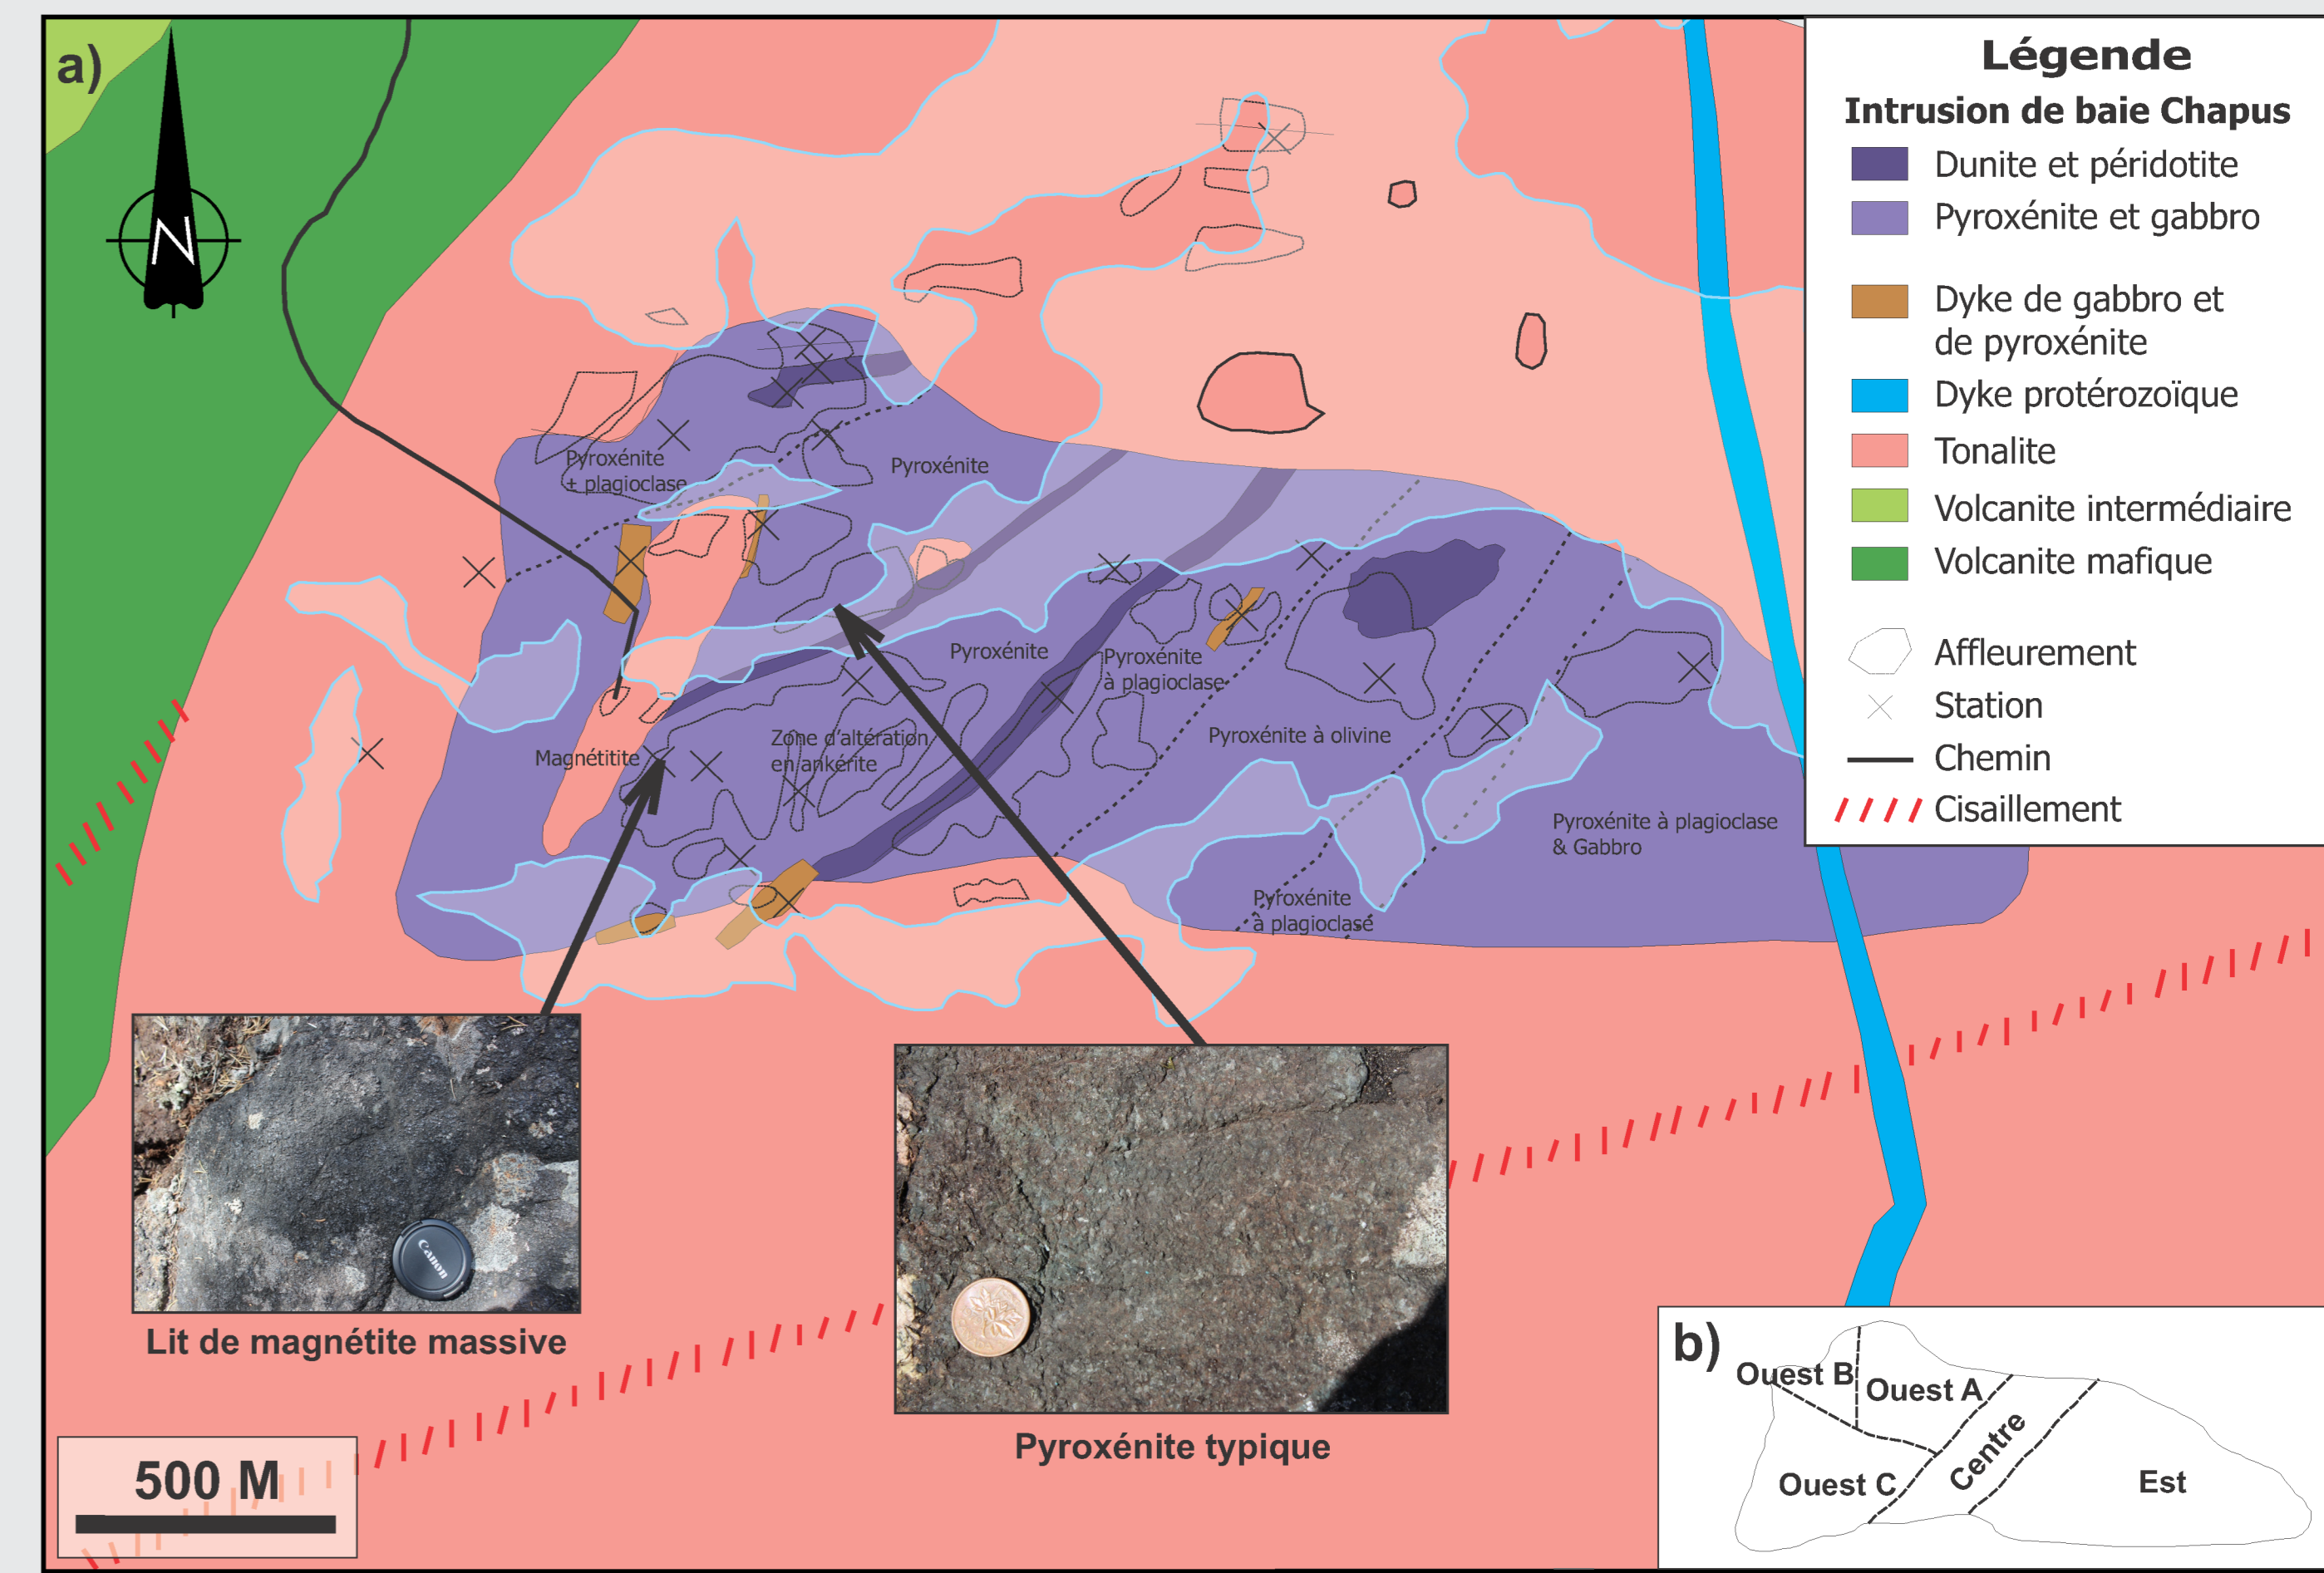 a)
N
Légende
Intrusion de baie Chapus
Dunite et péridotite
Pyroxénite et gabbro
Dyke de gabbro et
de pyroxénite
Dyke protérozoïque
Tonalite
Volcanite intermédiaire
Volcanite mafique
Affleurement
Station
Chemin
Cisaillement
Pyroxénite
± plagioclase
Pyroxénite
Pyroxénite
Pyroxénite
à plagioclase
Magnétitite
Zone d'altération
en ankérite
Pyroxénite à olivine
Pyroxénite à plagioclase
& Gabbro
Pyroxénite
à plagioclase
Canon
Lit de magnétite massive
Pyroxénite typique
500 M
b)
Ouest B
Ouest A
Centre
Ouest C
Est